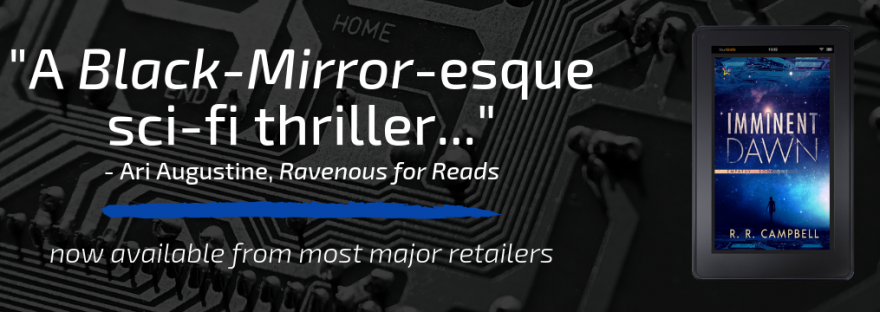 HOME
"A Black-Mirror-esque
sci-fi thriller..."
- Ari Augustine, Ravenous for Reads
now available from most major retailers
IMMINENT
DAWN
R. R. CAMPBELL